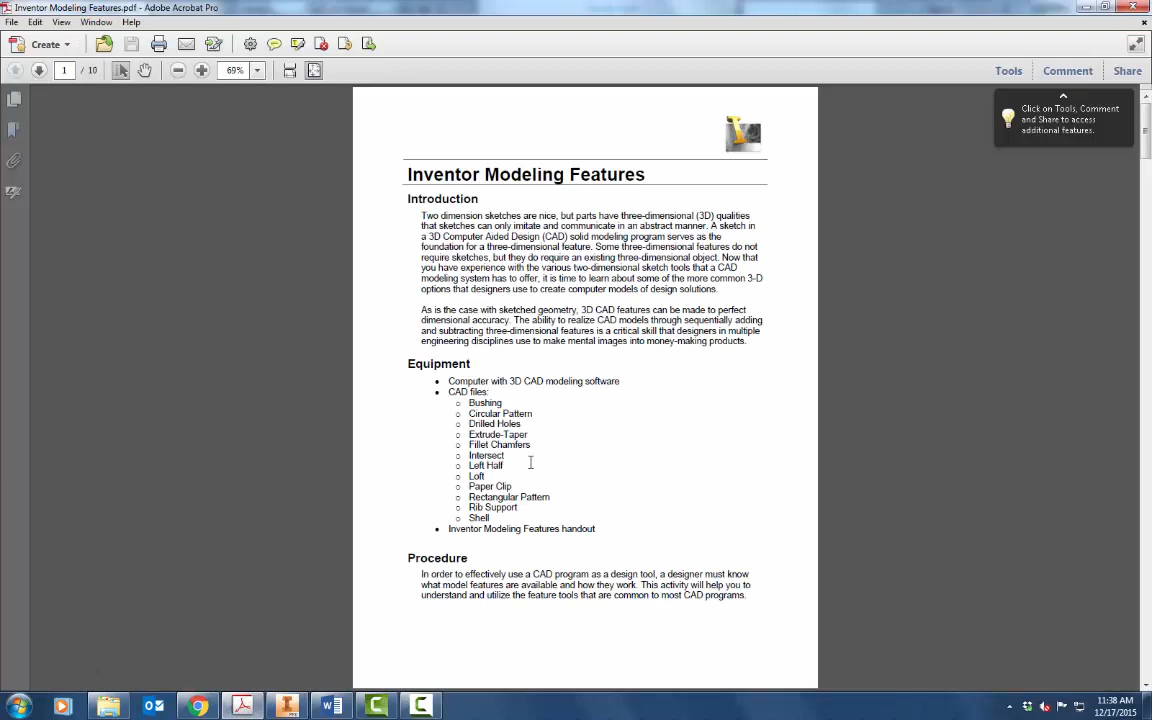 Inventor Modeling Features.pdf - Adobe Acrobat Pro
File Edit View Window Help
Create
1 / 10 69% Tools Comment Share
Click on Tools, Comment
and Share to access
additional features.
Inventor Modeling Features
Introduction
Two dimension sketches are nice, but parts have three-dimensional (3D) qualities
that sketches can only imitate and communicate in an abstract manner. A sketch in
a 3D Computer Aided Design (CAD) solid modeling program serves as the
foundation for a three-dimensional feature. Some three-dimensional features do not
require sketches, but they do require an existing three-dimensional object. Now that
you have experience with the various two-dimensional sketch tools that a CAD
modeling system has to offer, it is time to learn about some of the more common 3-D
options that designers use to create computer models of design solutions.
As is the case with sketched geometry, 3D CAD features can be made to perfect
dimensional accuracy. The ability to realize CAD models through sequentially adding
and subtracting three-dimensional features is a critical skill that designers in multiple
engineering disciplines use to make mental images into money-making products.
Equipment
• Computer with 3D CAD modeling software
• CAD files:
o Bushing
o Circular Pattern
o Drilled Holes
o Extrude-Taper
o Fillet Chamfers
o Intersect
o Left Half
o Loft
o Paper Clip
o Rectangular Pattern
o Rib Support
o Shell
• Inventor Modeling Features handout
Procedure
In order to effectively use a CAD program as a design tool, a designer must know
what model features are available and how they work. This activity will help you to
understand and utilize the feature tools that are common to most CAD programs.
11:38 AM
12/17/2015